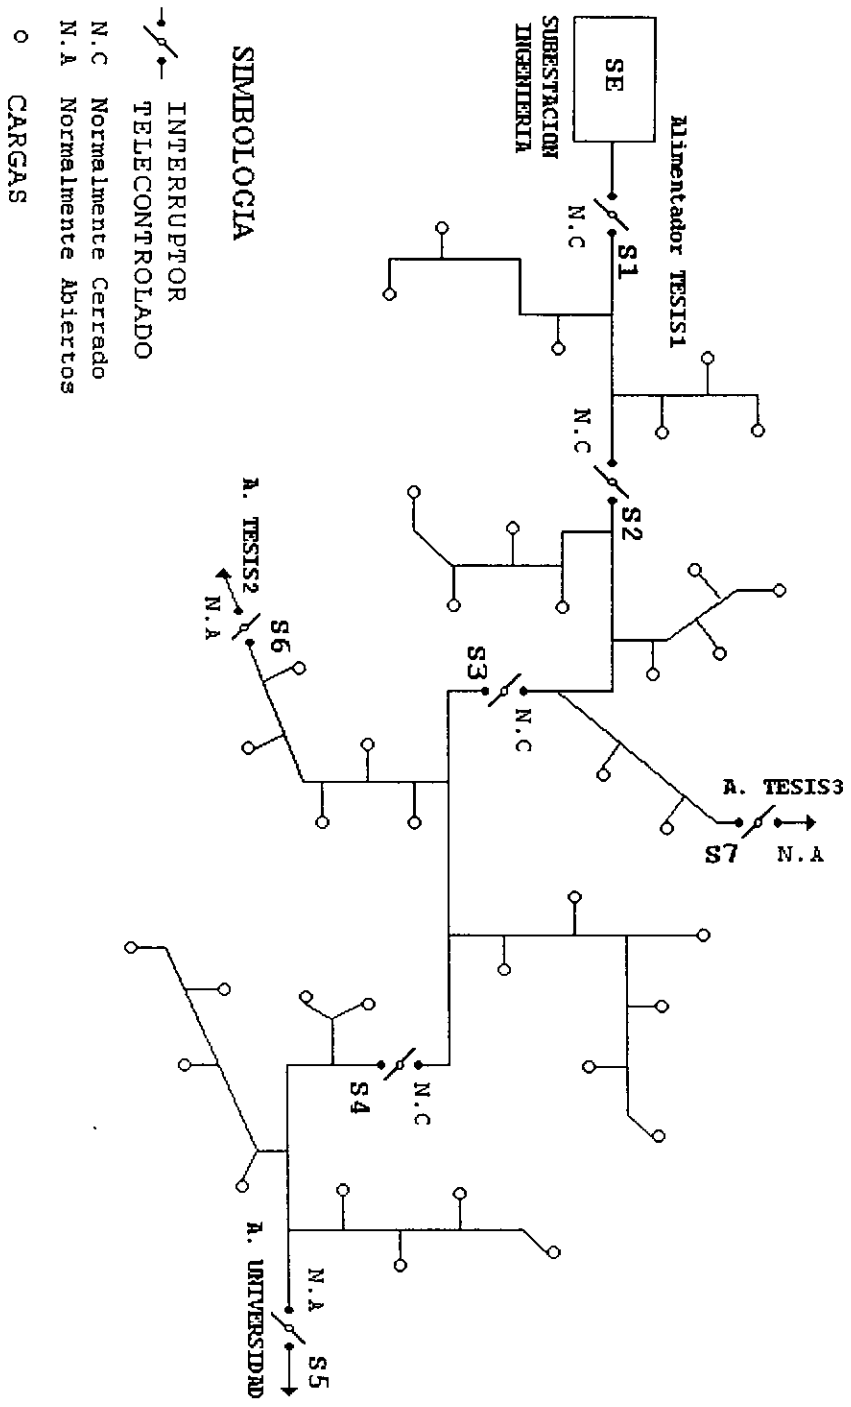 SE
SUBESTACION
INGENIERIA
Alimentador TESIS1
S1
N.C
N.C
S2
A. TESIS2
N.A
S6
S3
N.C
A. TESIS3
S7
N.A
S4
N.C
A. UNIVERSIDAD
N.A
S5
SIMBOLOGIA
INTERRUPTOR
TELECONTROLADO
N.C Normalmente Cerrado
N.A Normalmente Abiertos
CARGAS